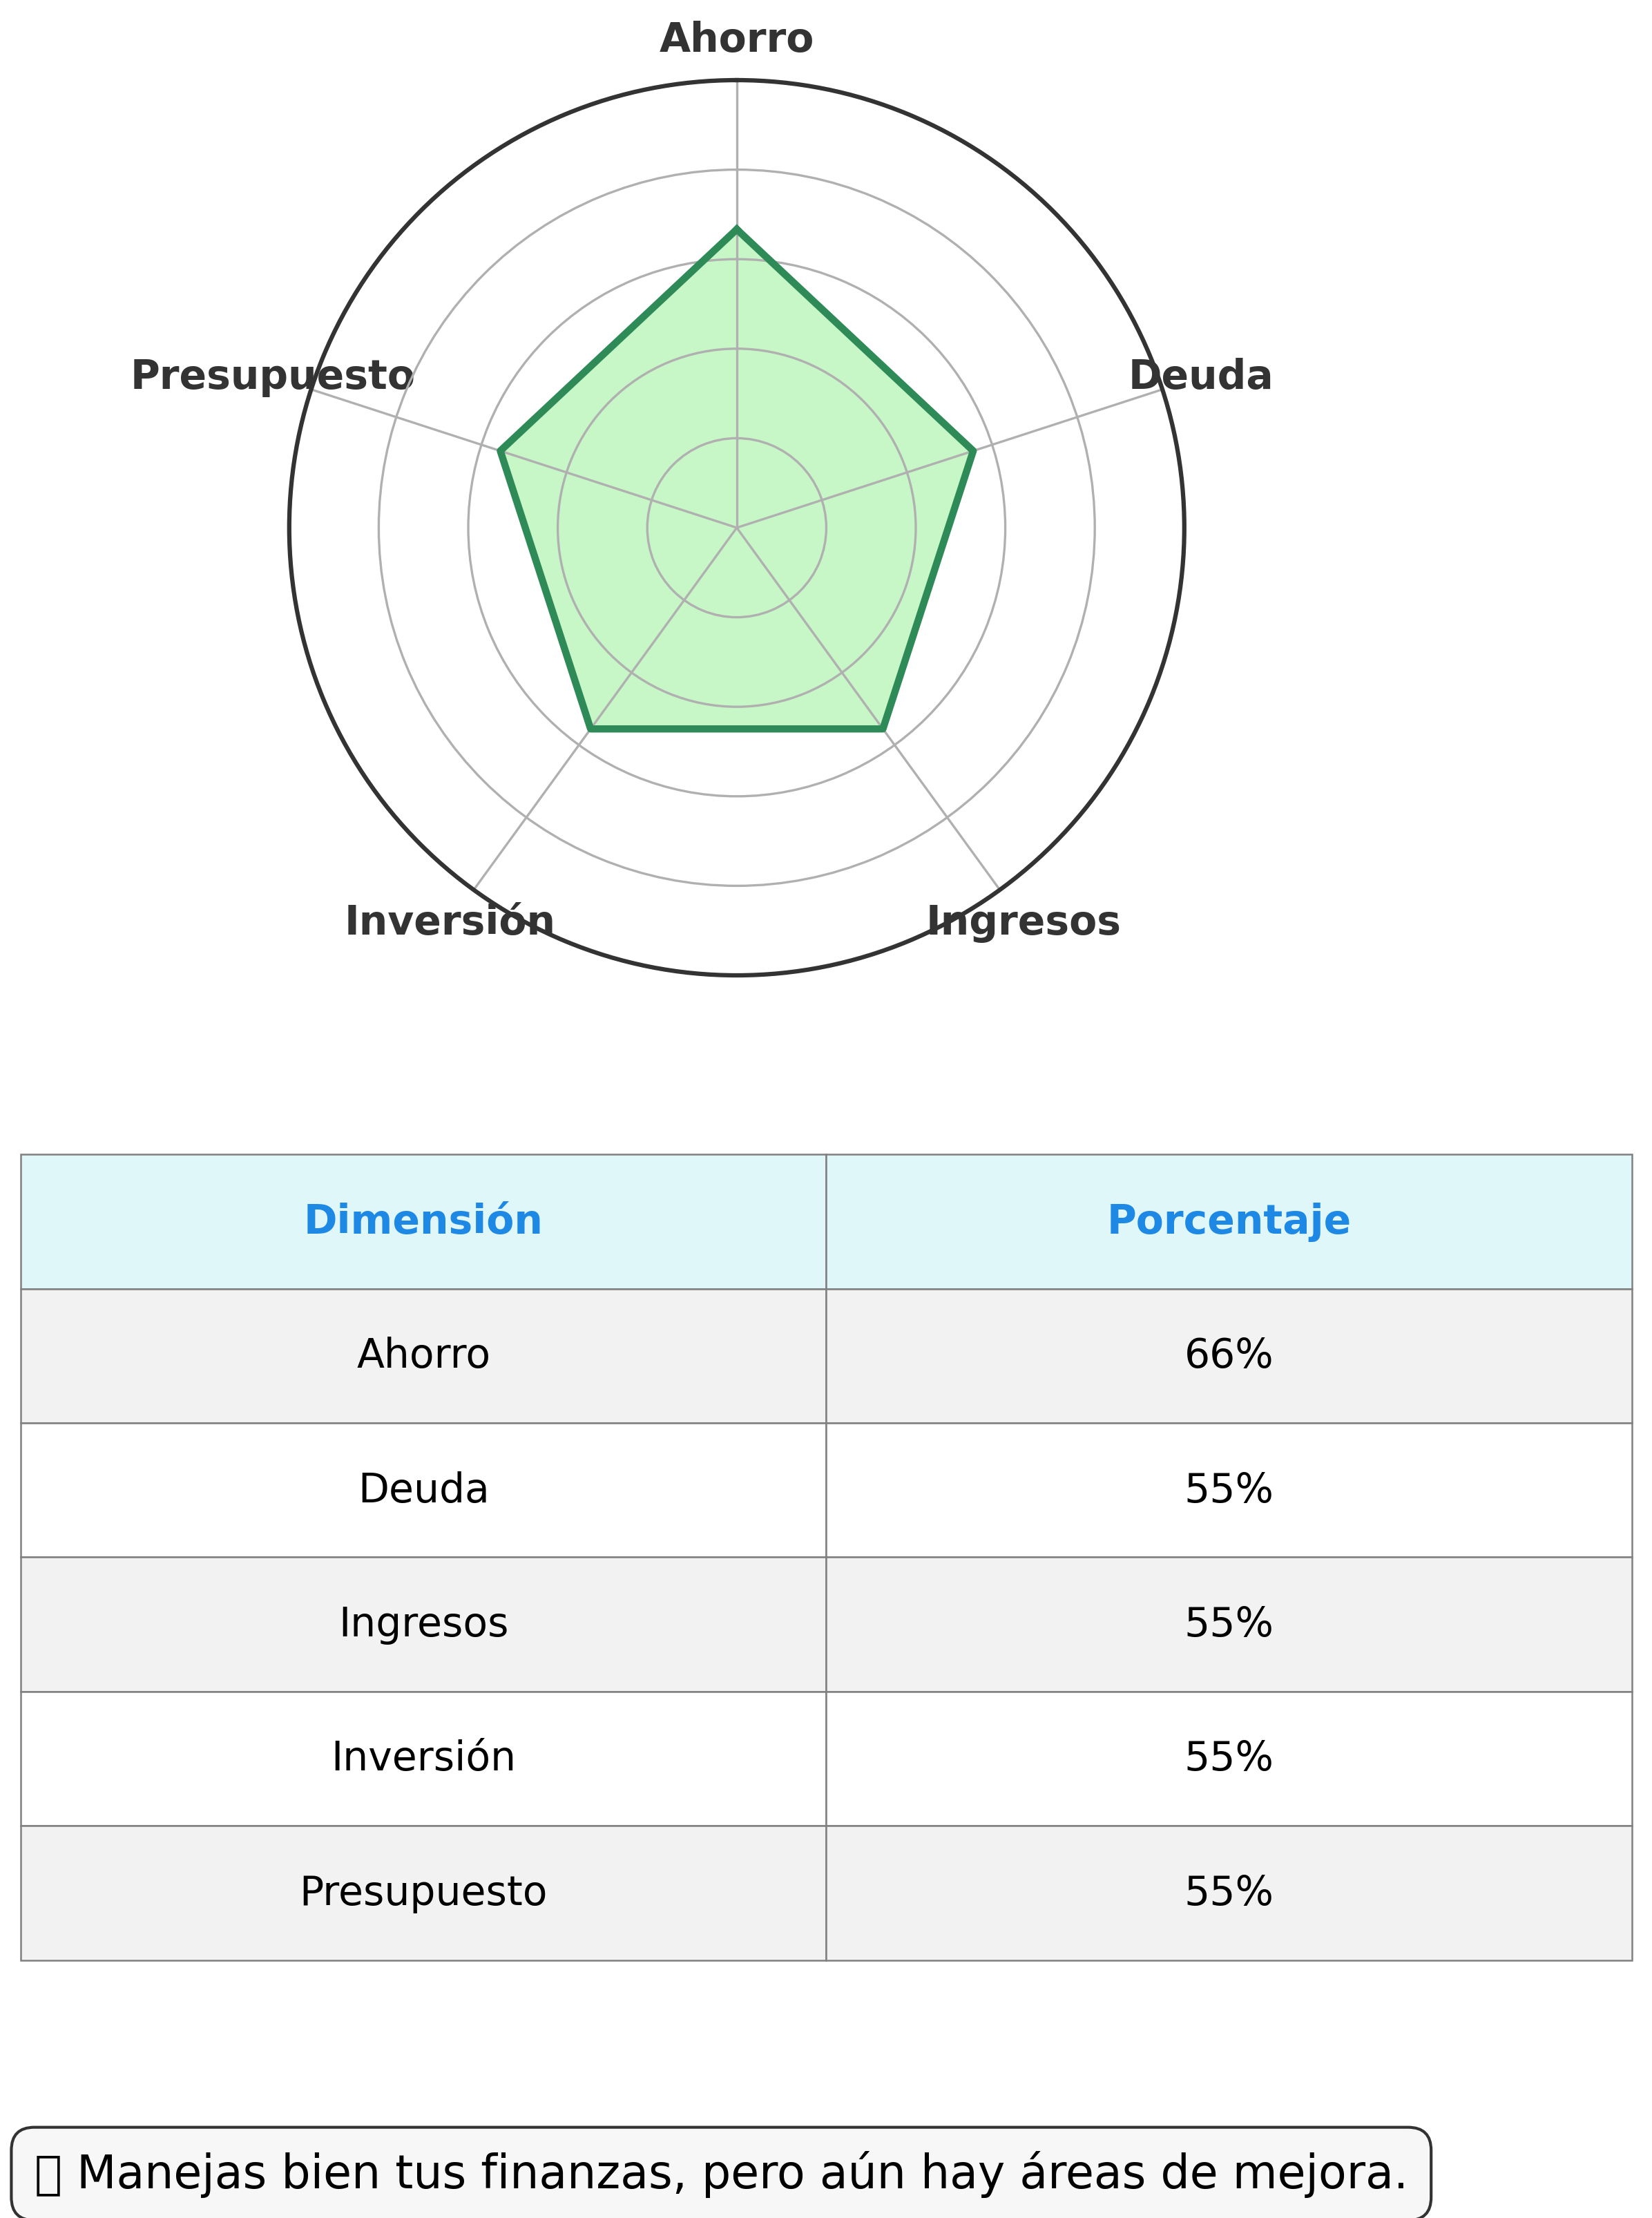 Ahorro
Presupuesto
Deuda
Inversión
Ingresos
Dimensión Porcentaje
Ahorro 66%
Deuda 55%
Ingresos 55%
Inversión 55%
Presupuesto 55%
Manejas bien tus finanzas, pero aún hay áreas de mejora.